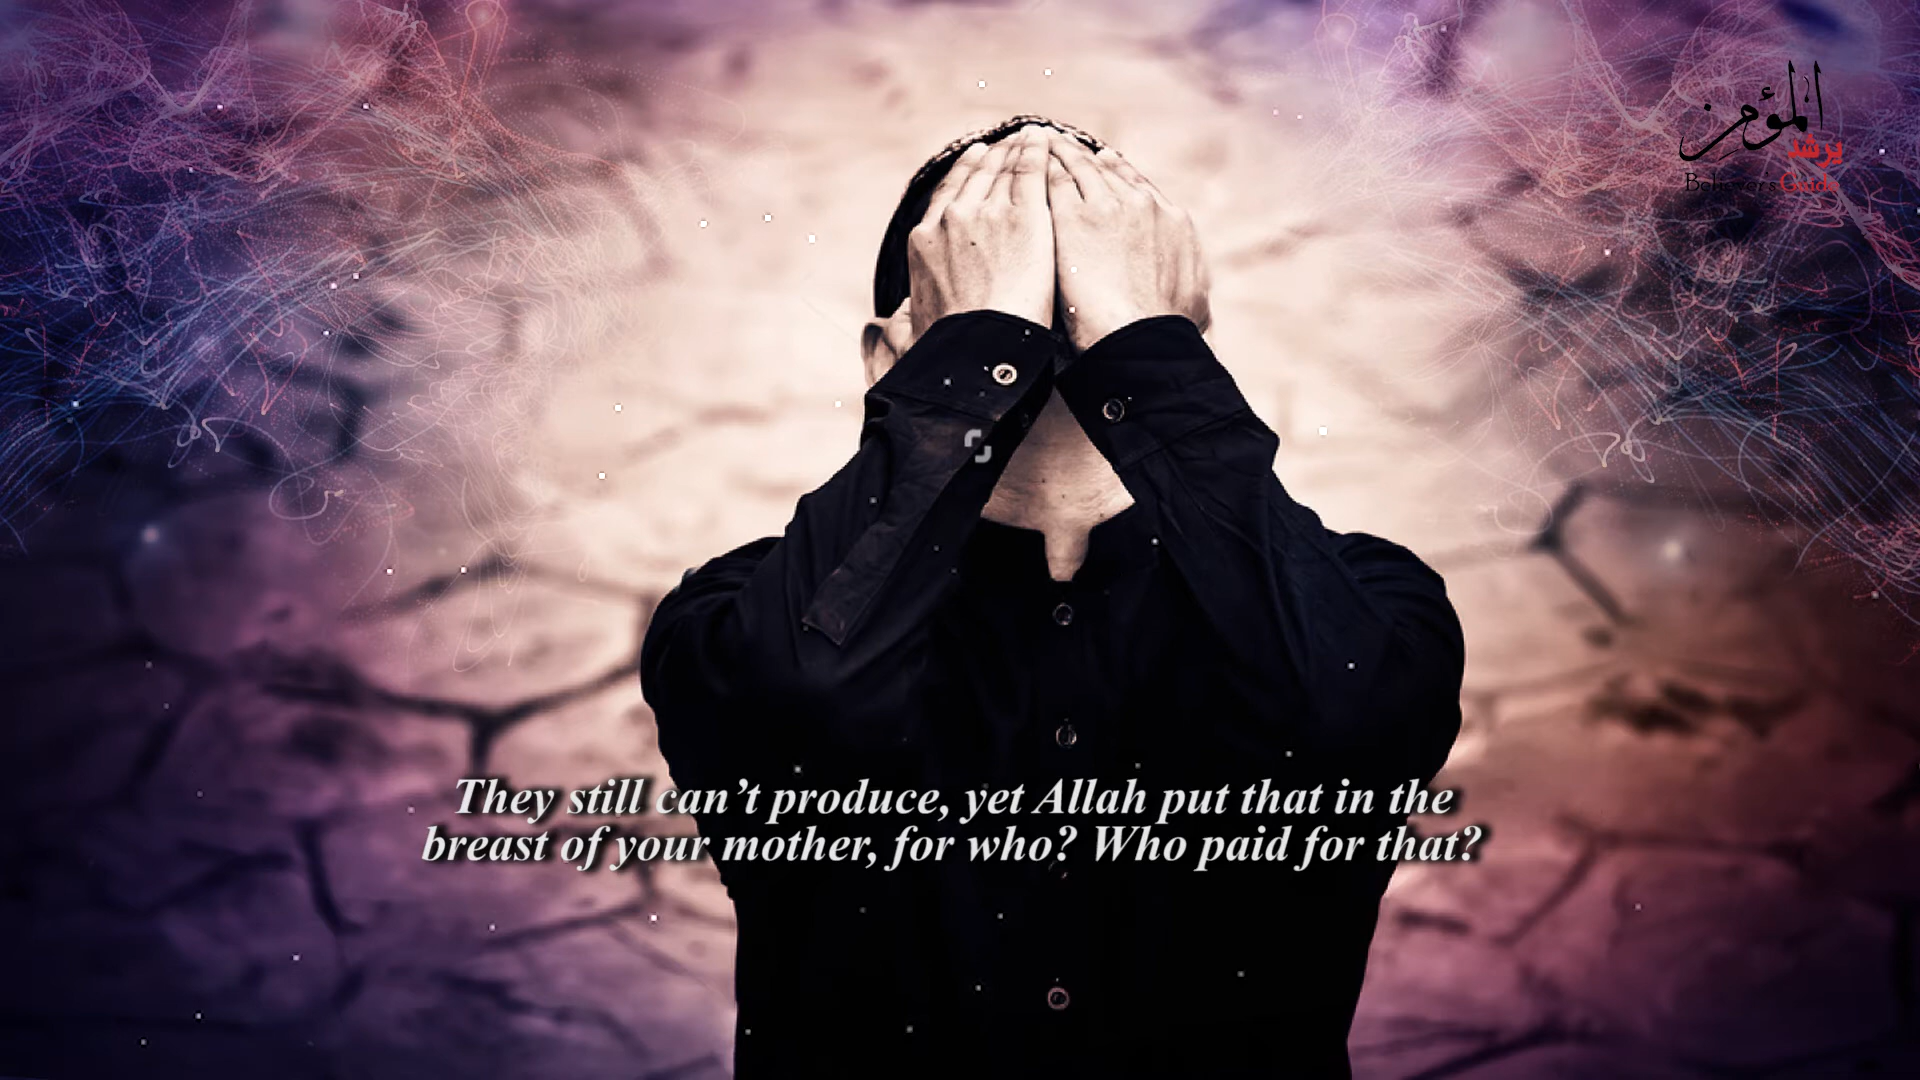 المؤمن
يرشد
Believer's Guide
They still can't produce, yet Allah put that in the
breast of your mother, for who? Who paid for that?